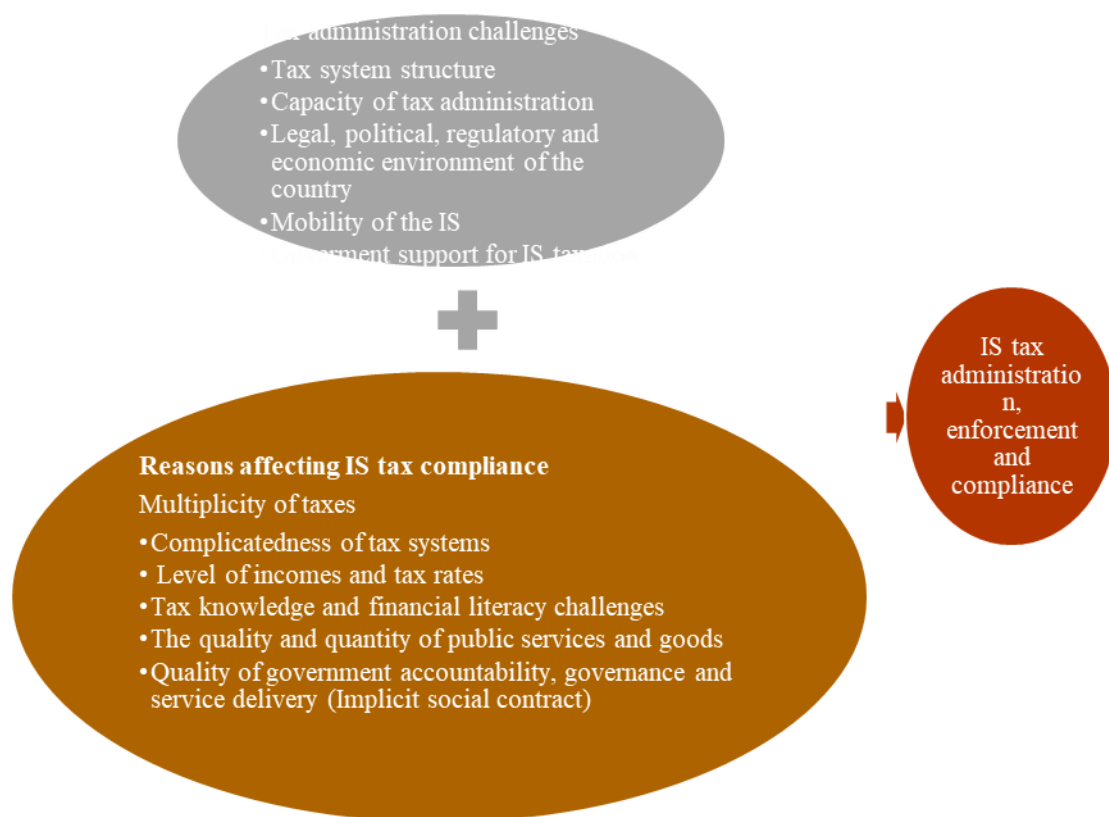 administration challenges
•Tax system structure
•Capacity of tax administration
•Legal, political, regulatory and
economic environment of the
country
•Mobility of the IS
support for IS
Reasons affecting IS tax compliance
Multiplicity of taxes
•Complicatedness of tax systems
• Level of incomes and tax rates
•Tax knowledge and financial literacy challenges
•The quality and quantity of public services and goods
•Quality of government accountability, governance and
service delivery (Implicit social contract)
IS tax
administratio
n,
enforcement
and
compliance